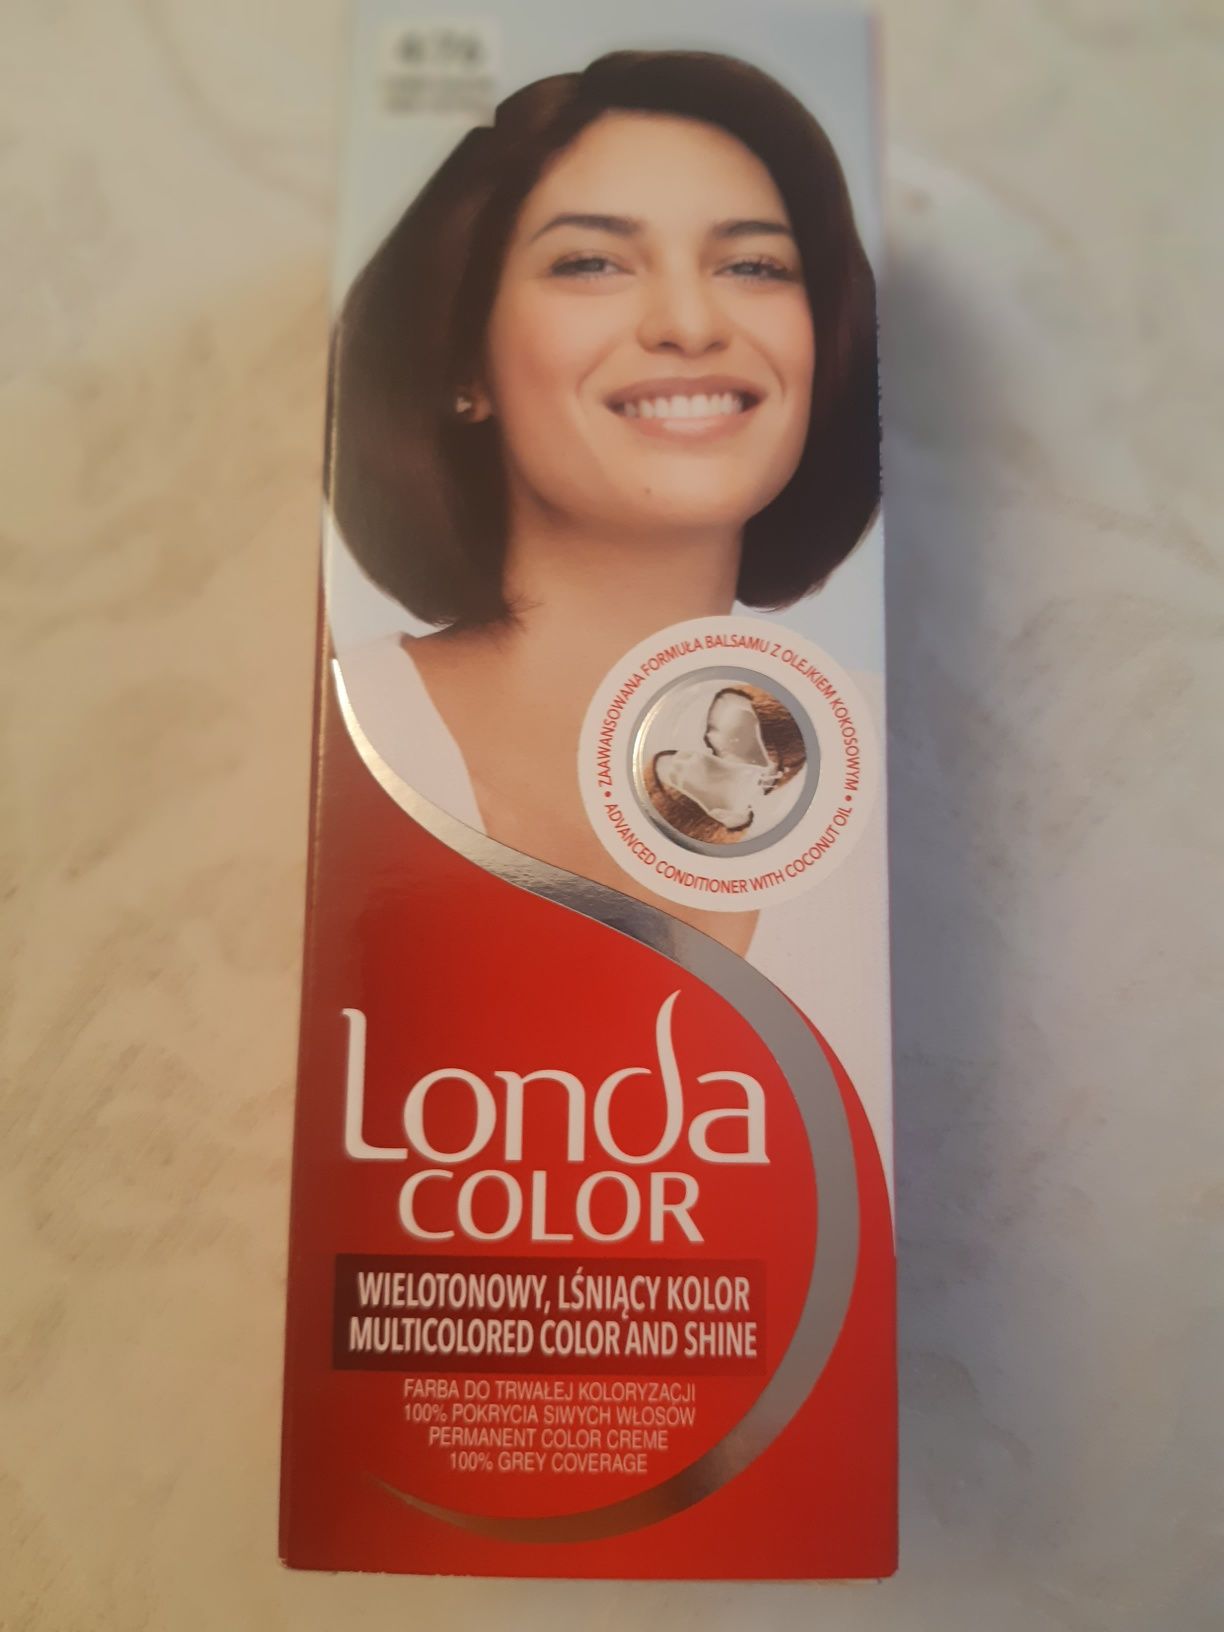 ZAAWANSOWANA FORMUŁA BALSAMU Z OLEJKIEM KOKOSOWYM
ADVANCED CONDITIONER WITH COCONUT OIL
Londa
COLOR
WIELOTONOWY, LŚNIĄCY KOLOR
MULTICOLORED COLOR AND SHINE
FARBA DO TRWAŁEJ KOLORYZACJI
100% POKRYCIA SIWYCH WŁOSÓW
PERMANENT COLOR CREME
100% GREY COVERAGE